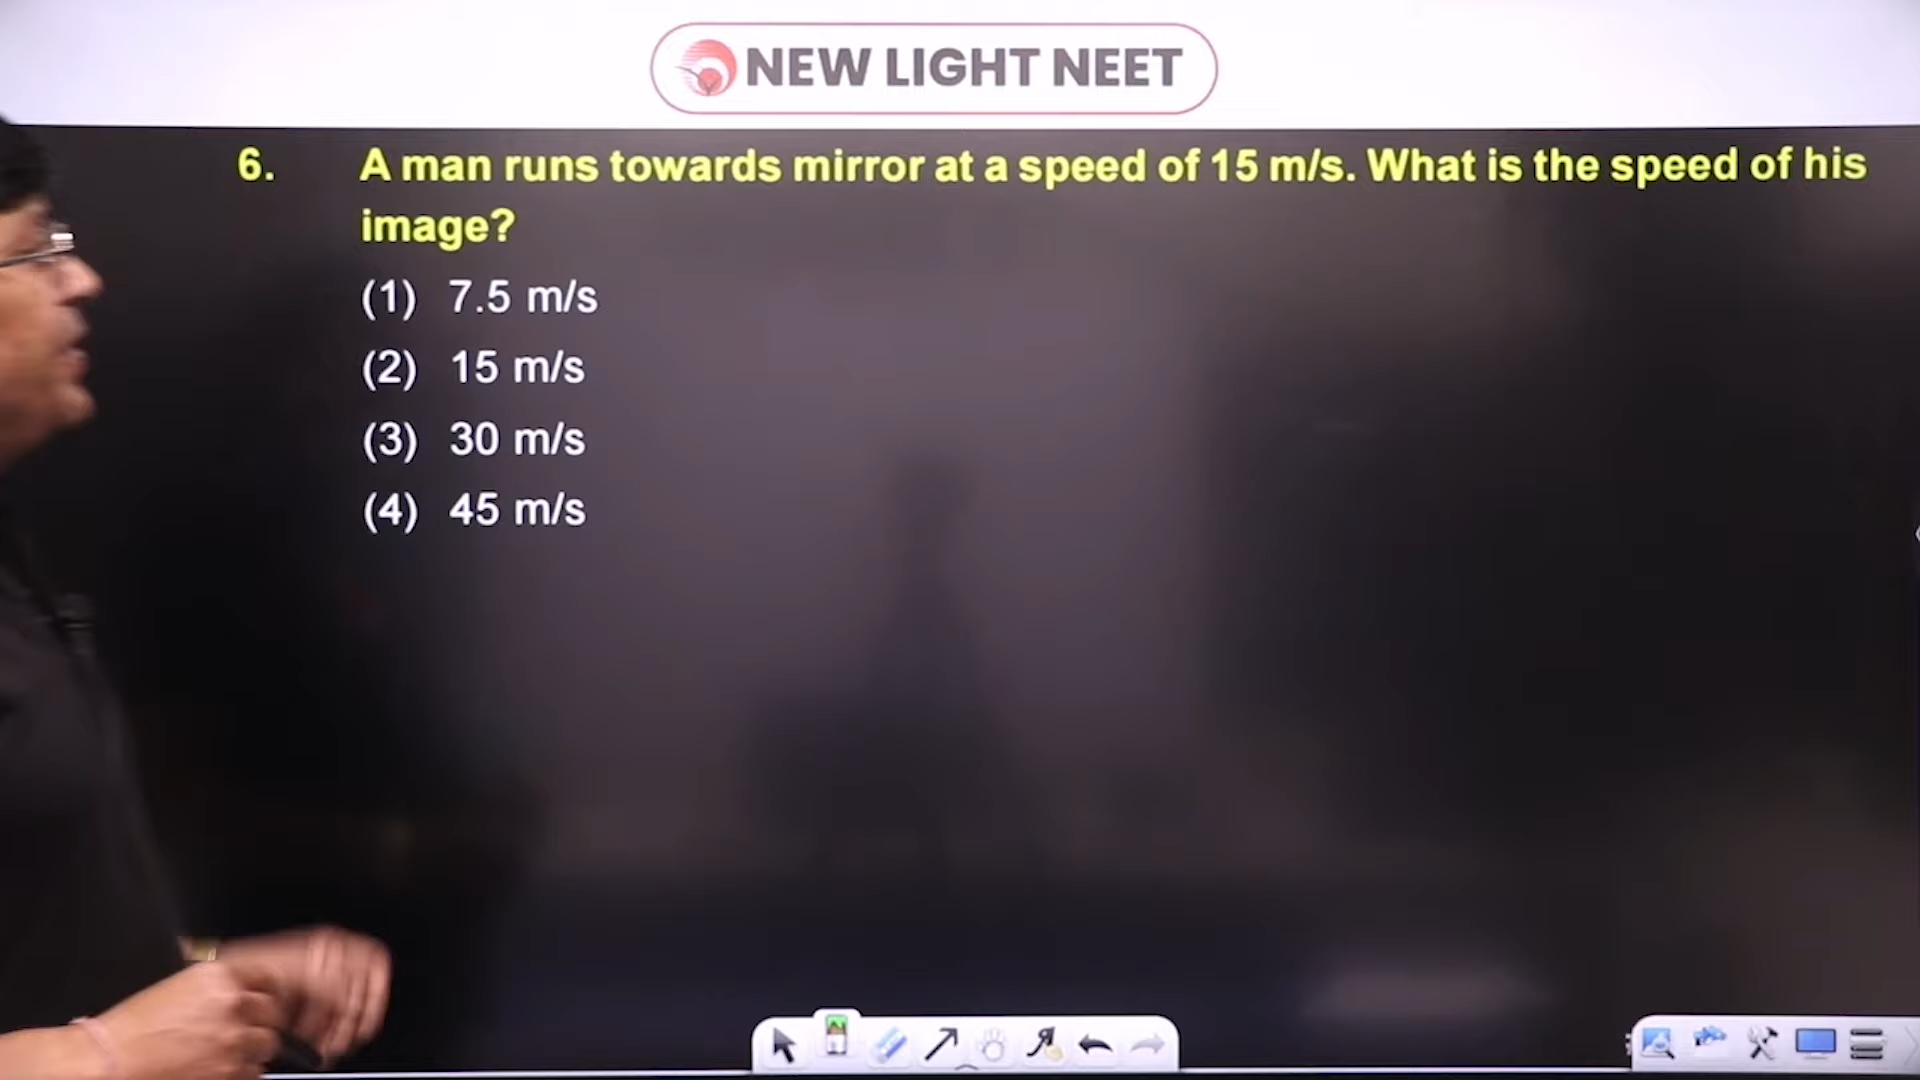 NEW LIGHT NEET
6. A man runs towards mirror at a speed of 15 m/s. What is the speed of his
image?
(1) 7.5 m/s
(2) 15 m/s
(3) 30 m/s
(4) 45 m/s